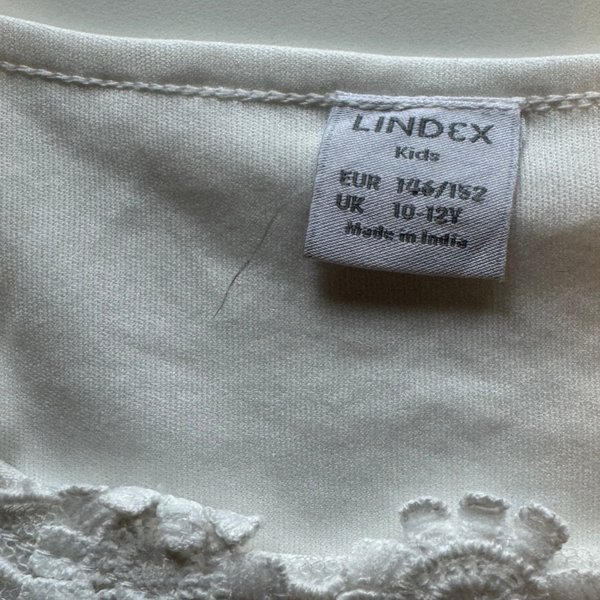 LINDEX
Kids
EUR 146/152
UK 10-12Y
Made in India